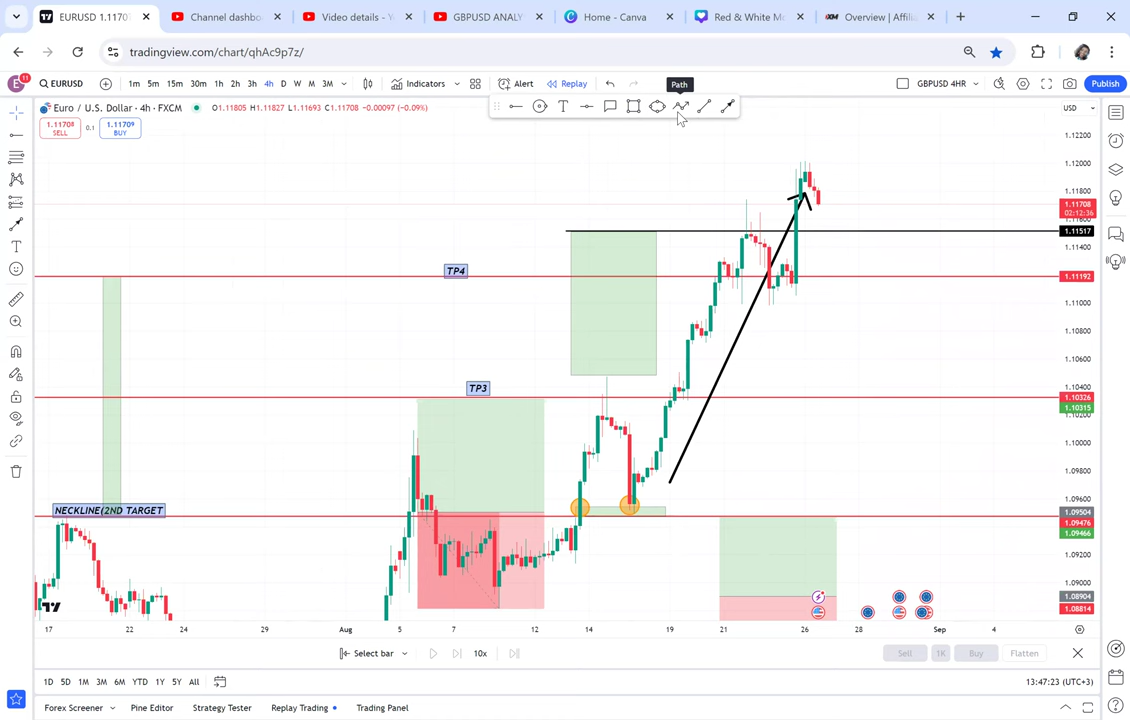 EURUSD 1.1170
Channel dashbo
Video details - Y
GBPUSD ANALY
Home - Canva
Red & White Mo
Overview | Affilia
tradingview.com/chart/qhAc9p7z/
E 11 EURUSD 1m 5m 15m 30m 1h 2h 3h 4h D W M 3M Indicators Alert Replay GBPUSD 4HR Publish
Path
Euro / U.S. Dollar · 4h · FXCM O1.11805 H1.11827 L1.11693 C1.11708 -0.00097 (-0.09%)
USD
1.11708 SELL 0.1 1.11709 BUY
1.12200
1.12000
1.11800
1.11708
02:12:36
1.11517
1.11400
1.11192
1.11000
1.10800
1.10600
1.10400
1.10326
1.10315
1.10000
1.09800
1.09600
1.09504
1.09476
1.09466
1.09200
1.09000
1.08904
1.08814
TP4
TP3
NECKLINE(2ND TARGET
17 22 24 29 Aug 5 7 12 14 19 21 26 28 Sep 4
Select bar 10x Sell 1K Buy Flatten
1D 5D 1M 3M 6M YTD 1Y 5Y All 13:47:23 (UTC+3)
Forex Screener Pine Editor Strategy Tester Replay Trading Trading Panel